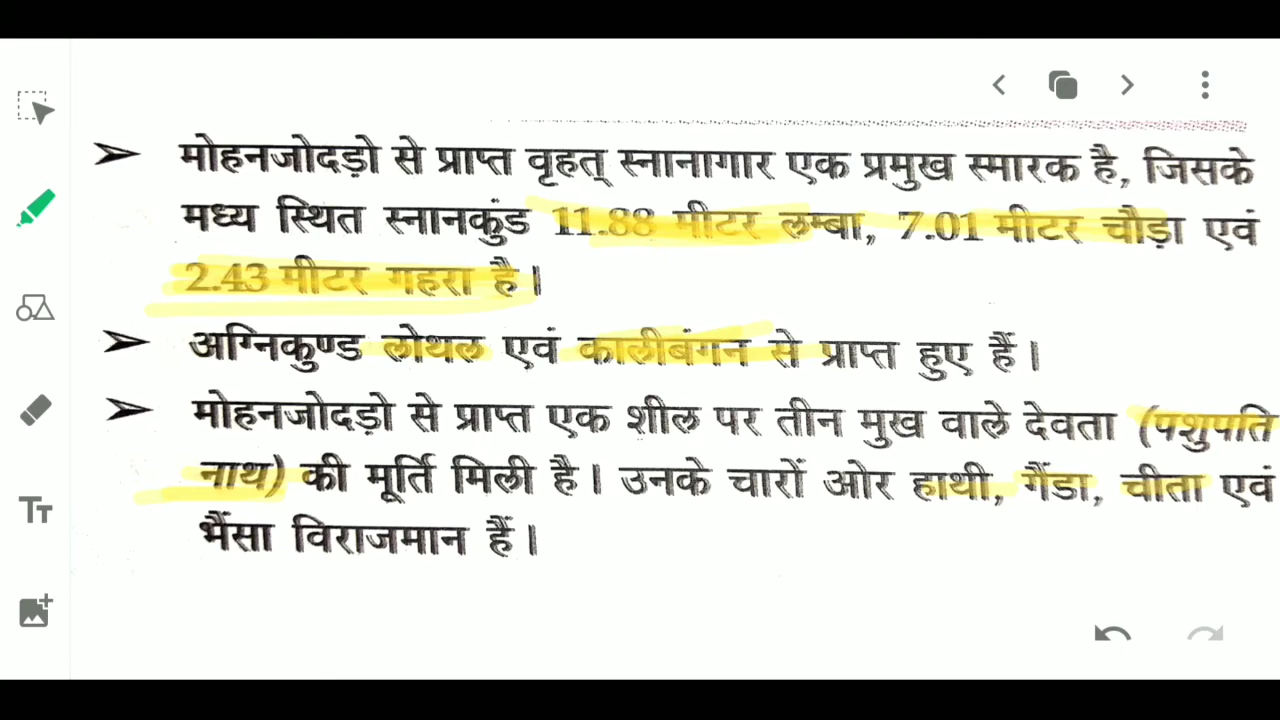 ➢ मोहनजोदड़ो से प्राप्त वृहत् स्नानागार एक प्रमुख स्मारक है, जिसके
मध्य स्थित स्नानकुंड 11.88 मीटर लम्बा, 7.01 मीटर चौड़ा एवं
2.43 मीटर गहरा है।
➢ अग्निकुण्ड लोथल एवं कालीबंगन से प्राप्त हुए हैं।
➢ मोहनजोदड़ो से प्राप्त एक शील पर तीन मुख वाले देवता (पशुपति
नाथ) की मूर्ति मिली है। उनके चारों ओर हाथी, गैंडा, चीता एवं
भैंसा विराजमान हैं।
TT